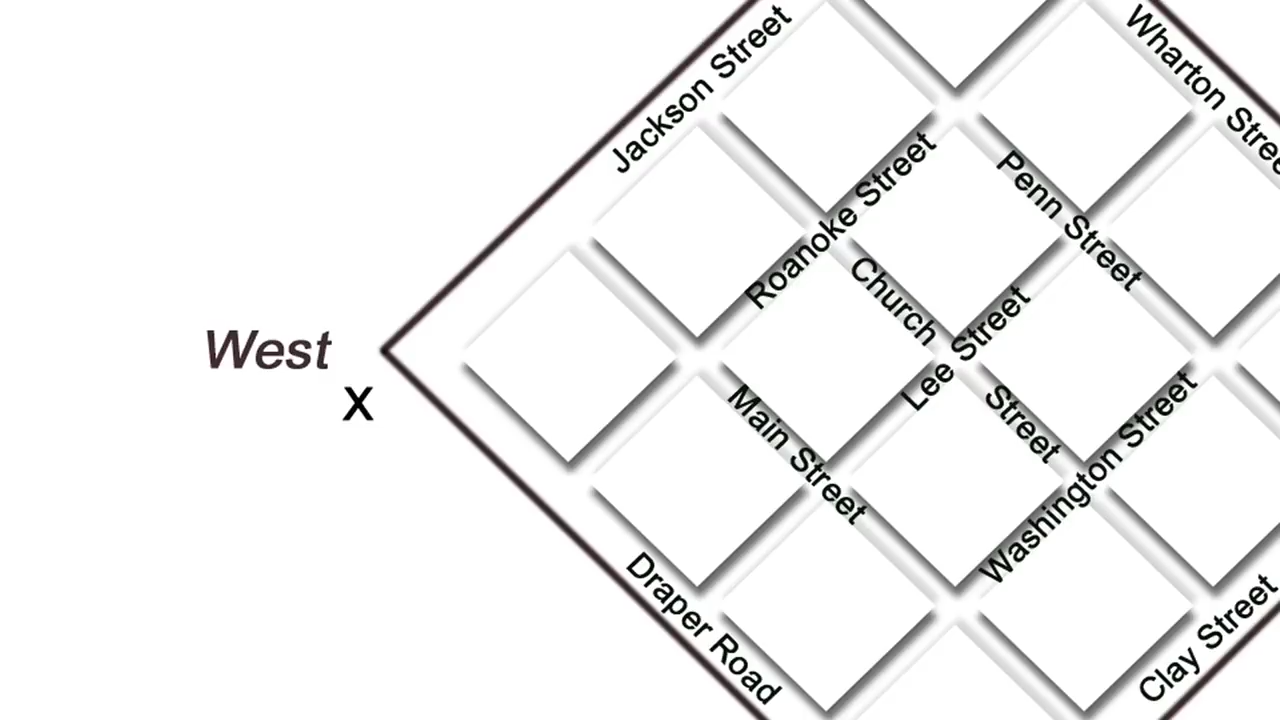 Jackson Street
Wharton Stree
Roanoke Street
Penn Street
Church Street
Lee Street
West
X
Main Street
Washington Street
Draper Road
Clay Street